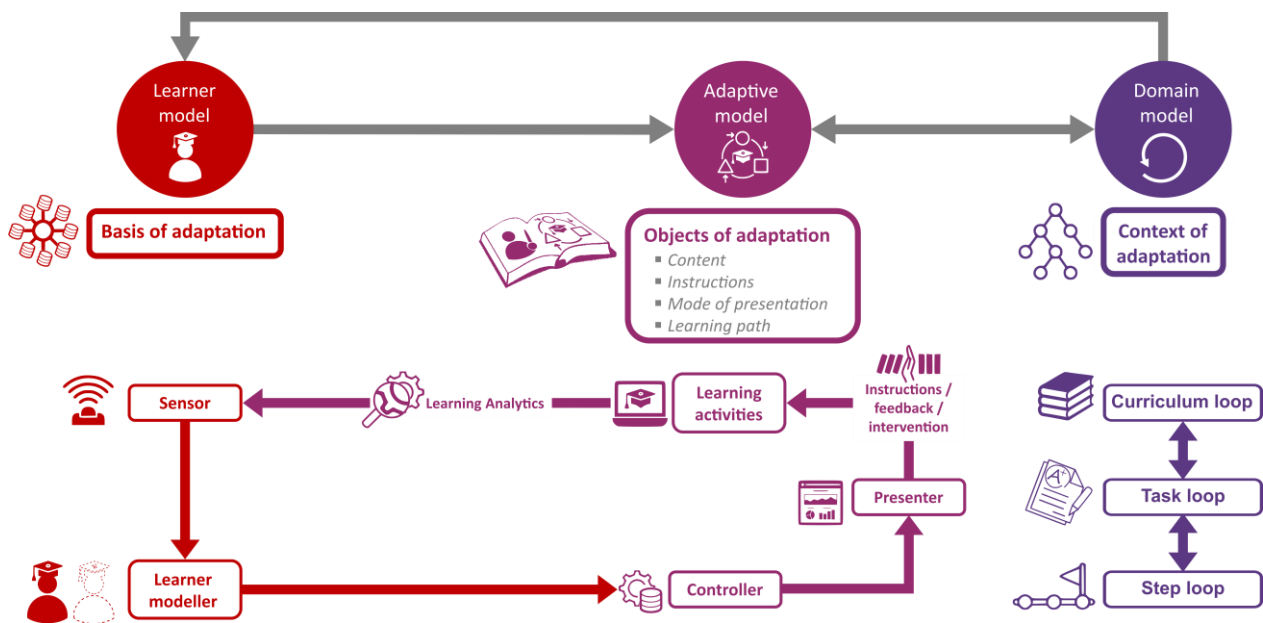 Learner
model
Adaptive
model
Domain
model
Basis of adaptation
Objects of adaptation
▪ Content
▪ Instructions
▪ Mode of presentation
▪ Learning path
Context of
adaptation
Sensor
Learning Analytics
Learning
activities
Instructions /
feedback /
intervention
Curriculum loop
Presenter
A+
Task loop
Learner
modeller
Controller
Step loop